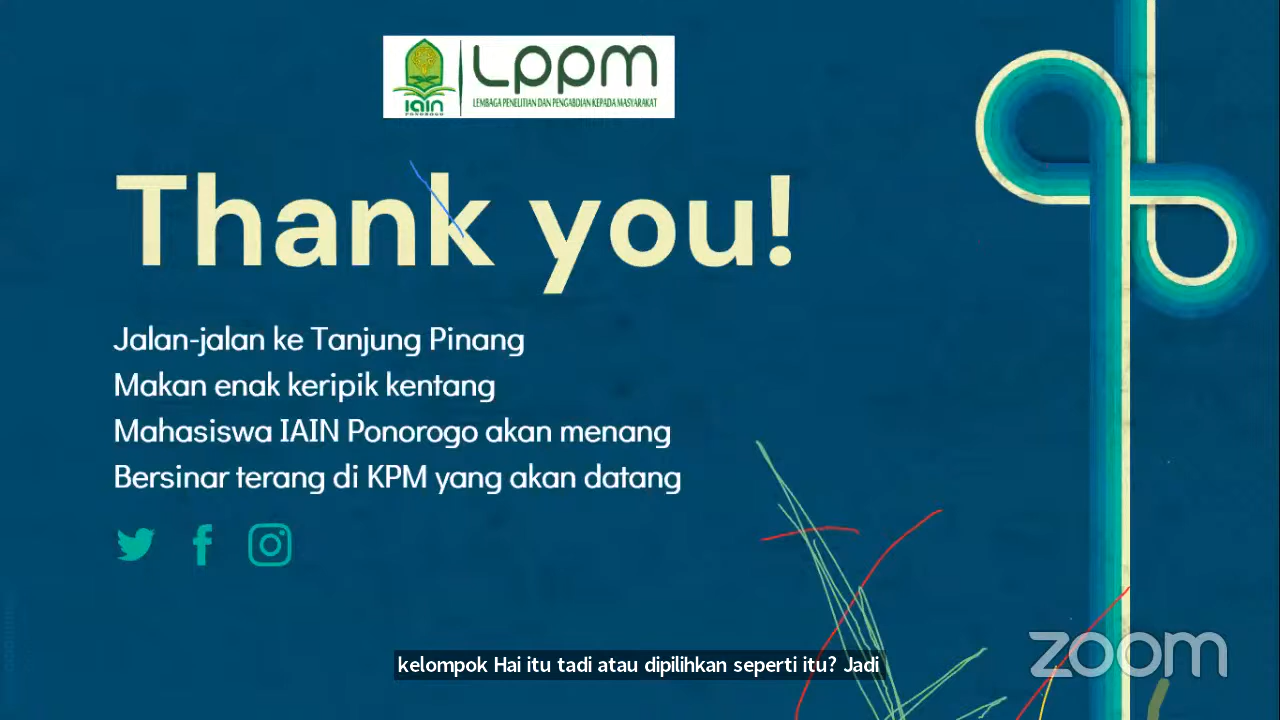 LPPM
LEMBAGA PENELITIAN DAN PENGABDIAN KEPADA MASYARAKAT
iain
PONOROGO
Thank you!
Jalan-jalan ke Tanjung Pinang
Makan enak keripik kentang
Mahasiswa IAIN Ponorogo akan menang
Bersinar terang di KPM yang akan datang
kelompok Hai itu tadi atau dipilihkan seperti itu? Jadi
zoom